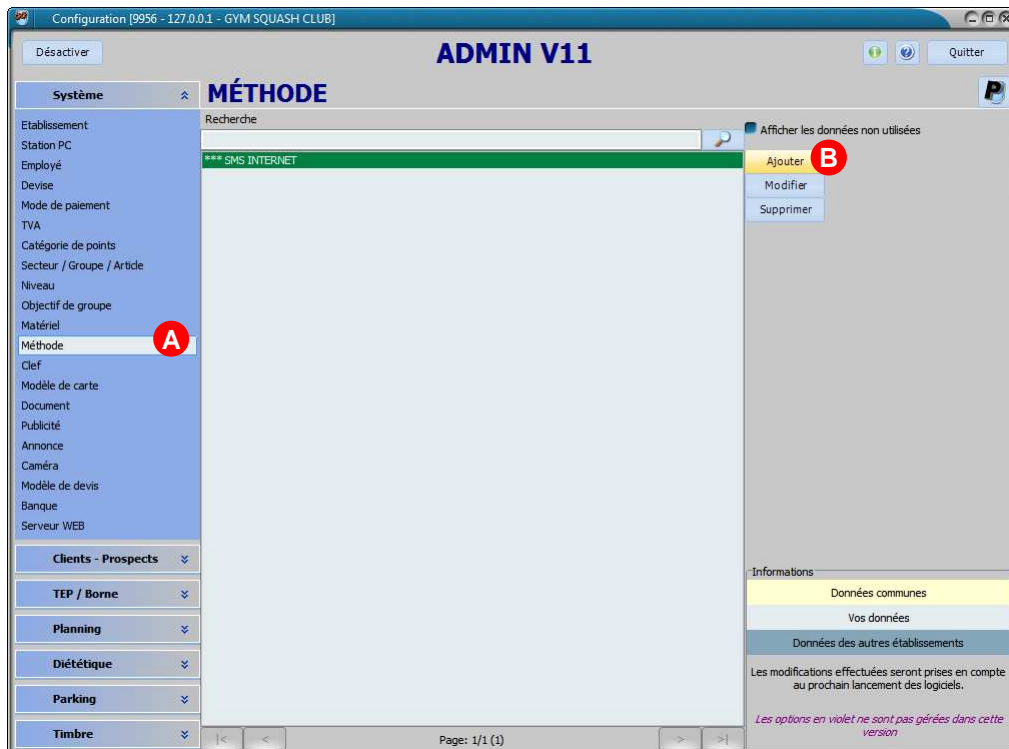 Configuration [9956 - 127.0.0.1 - GYM SQUASH CLUB]
Désactiver
ADMIN V11
Quitter
Système
MÉTHODE
Etablissement
Station PC
Employé
Devise
Mode de paiement
TVA
Catégorie de points
Secteur / Groupe / Article
Niveau
Objectif de groupe
Matériel
Méthode
A
Clef
Modèle de carte
Document
Publicité
Annonce
Caméra
Modèle de devis
Banque
Serveur WEB
Clients - Prospects
TEP / Borne
Planning
Diététique
Parking
Timbre
Recherche
*** SMS INTERNET
|<
<
Page: 1/1 (1)
>
>|
Afficher les données non utilisées
Ajouter
B
Modifier
Supprimer
Informations
Données communes
Vos données
Données des autres établissements
Les modifications effectuées seront prises en compte
au prochain lancement des logiciels.
Les options en violet ne sont pas gérées dans cette
version